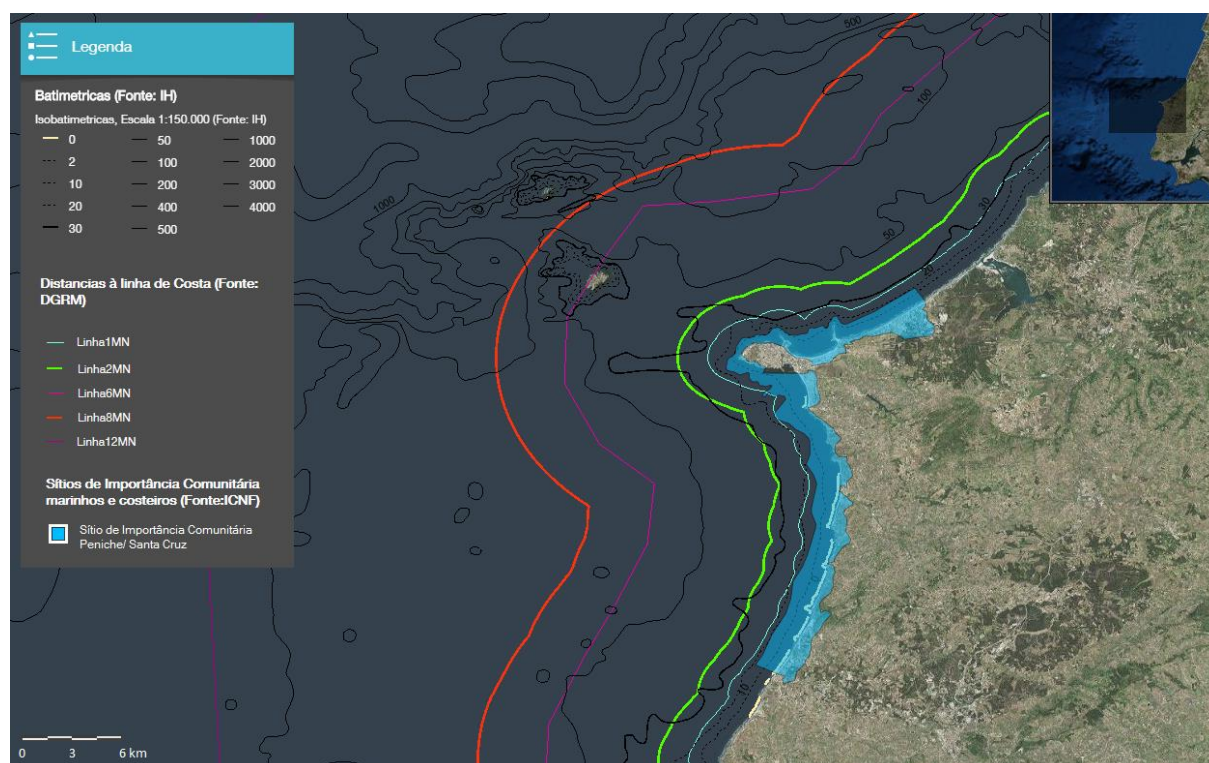 Legenda
Batimetricas (Fonte: IH)
Isobatimetricas, Escala 1:150.000 (Fonte: IH)
0 50 1000
2 100 2000
10 200 3000
20 400 4000
30 500
Distancias à linha de Costa (Fonte:
DGRM)
Linha1MN
Linha2MN
Linha6MN
Linha8MN
Linha12MN
Sítios de Importância Comunitária
marinhos e costeiros (Fonte:ICNF)
Sítio de Importância Comunitária
Peniche/ Santa Cruz
0 3 6 km
500
100
1000
30
50
20
10